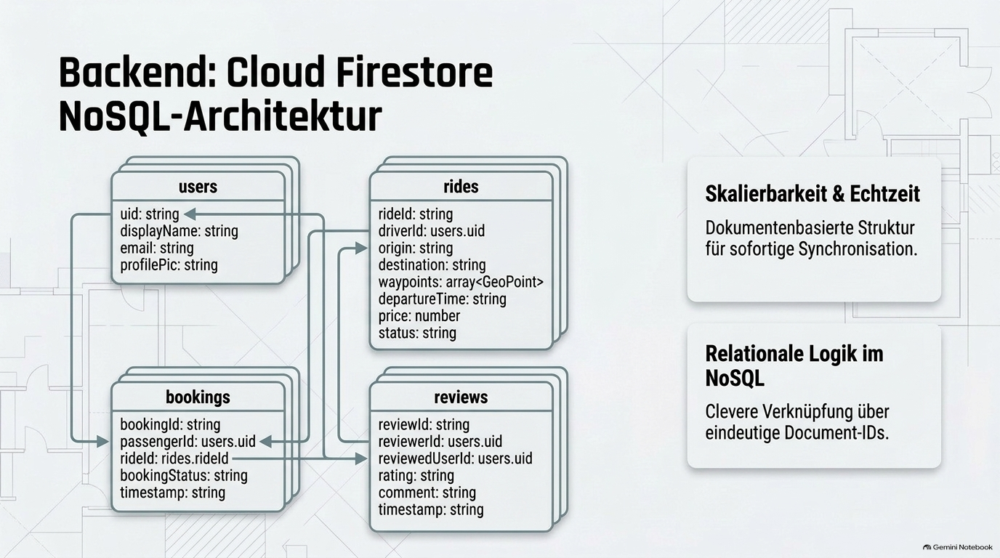 Backend: Cloud Firestore
NoSQL-Architektur
users
uid: string
displayName: string
email: string
profilePic: string
rides
rideId: string
driverId: users.uid
origin: string
destination: string
waypoints: array<GeoPoint>
departureTime: string
price: number
status: string
bookings
bookingId: string
passengerId: users.uid
rideId: rides.rideId
bookingStatus: string
timestamp: string
reviews
reviewId: string
reviewerId: users.uid
reviewedUserId: users.uid
rating: string
comment: string
timestamp: string
Skalierbarkeit & Echtzeit
Dokumentenbasierte Struktur
für sofortige Synchronisation.
Relationale Logik im
NoSQL
Clevere Verknüpfung über
eindeutige Document-IDs.
Gemini Notebook